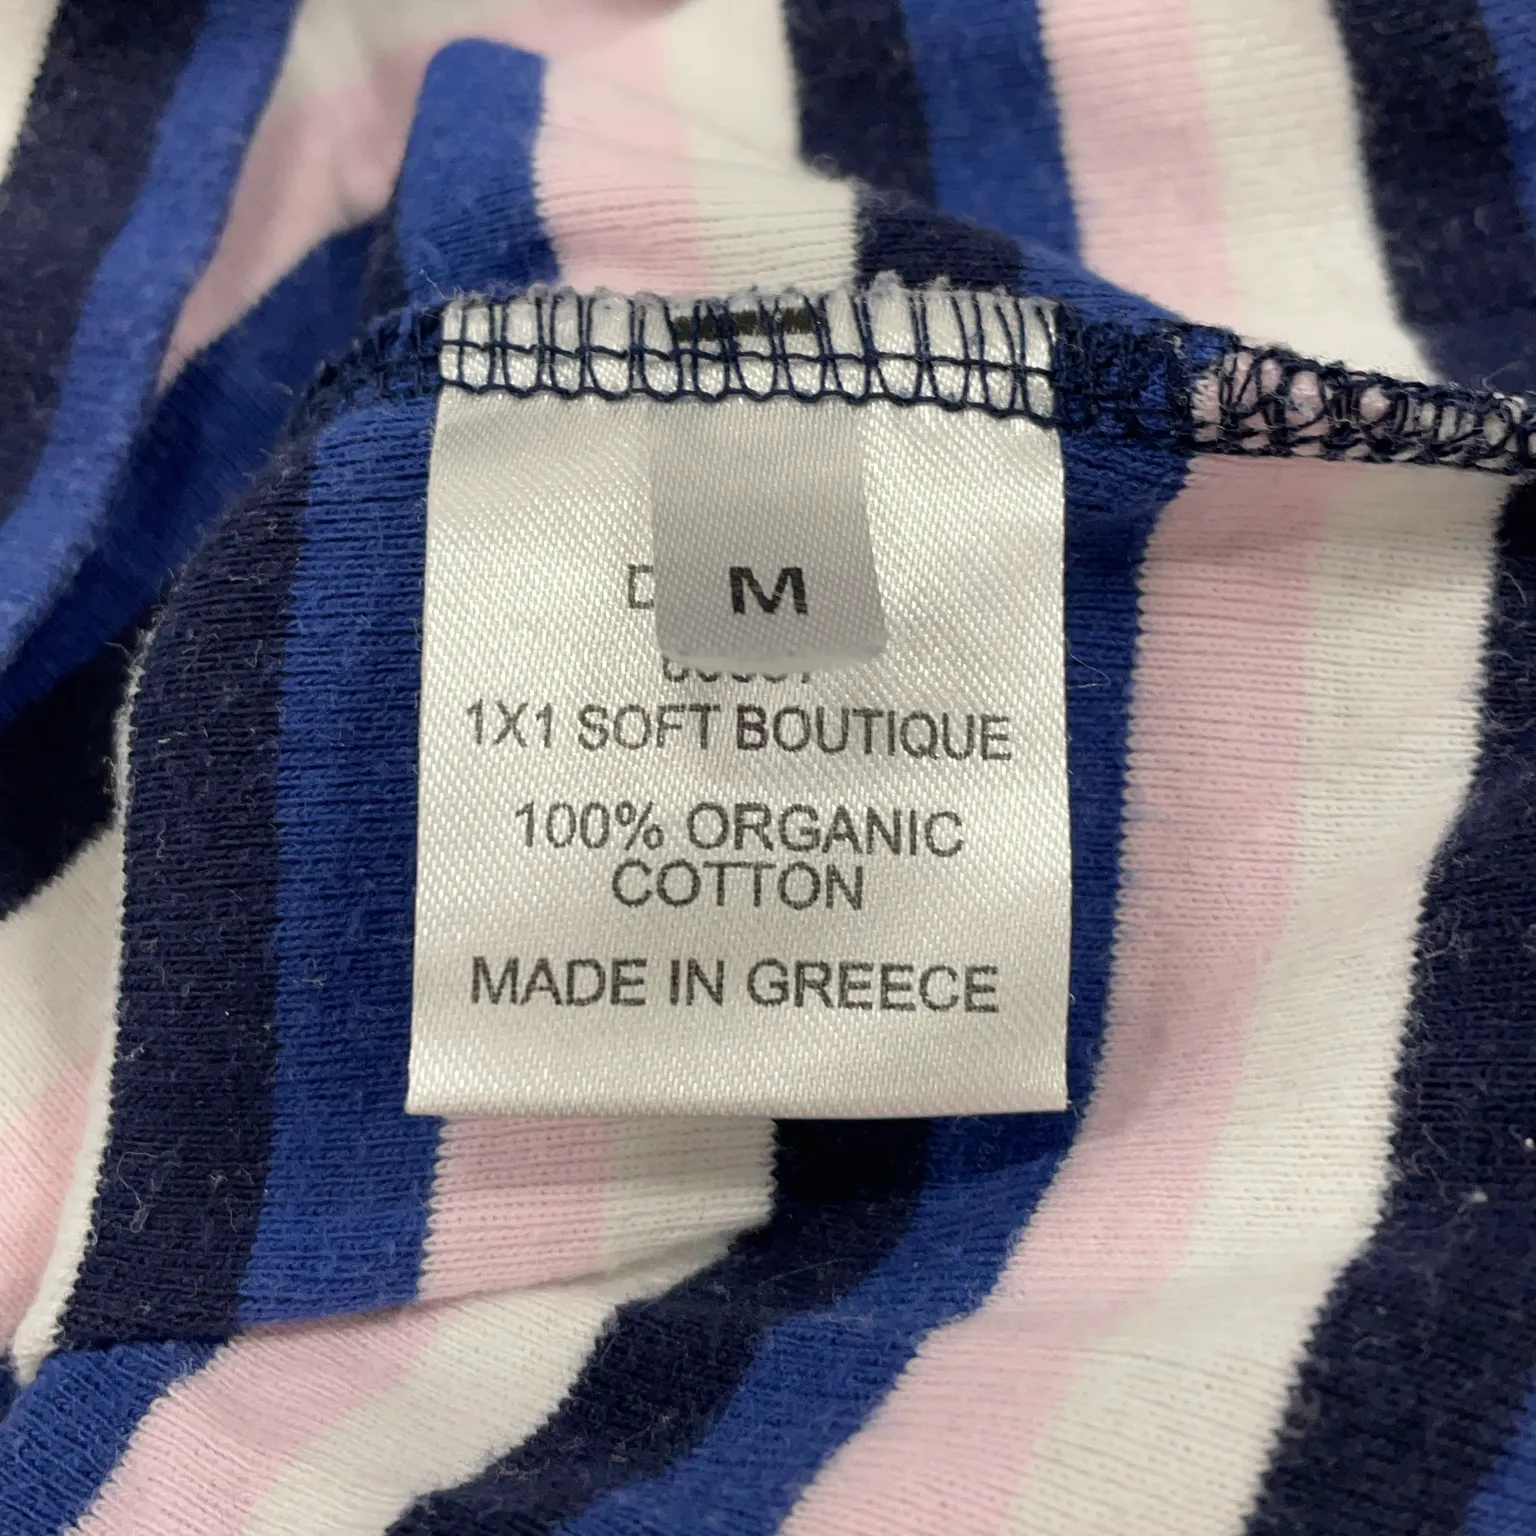 M
1X1 SOFT BOUTIQUE
100% ORGANIC
COTTON
MADE IN GREECE